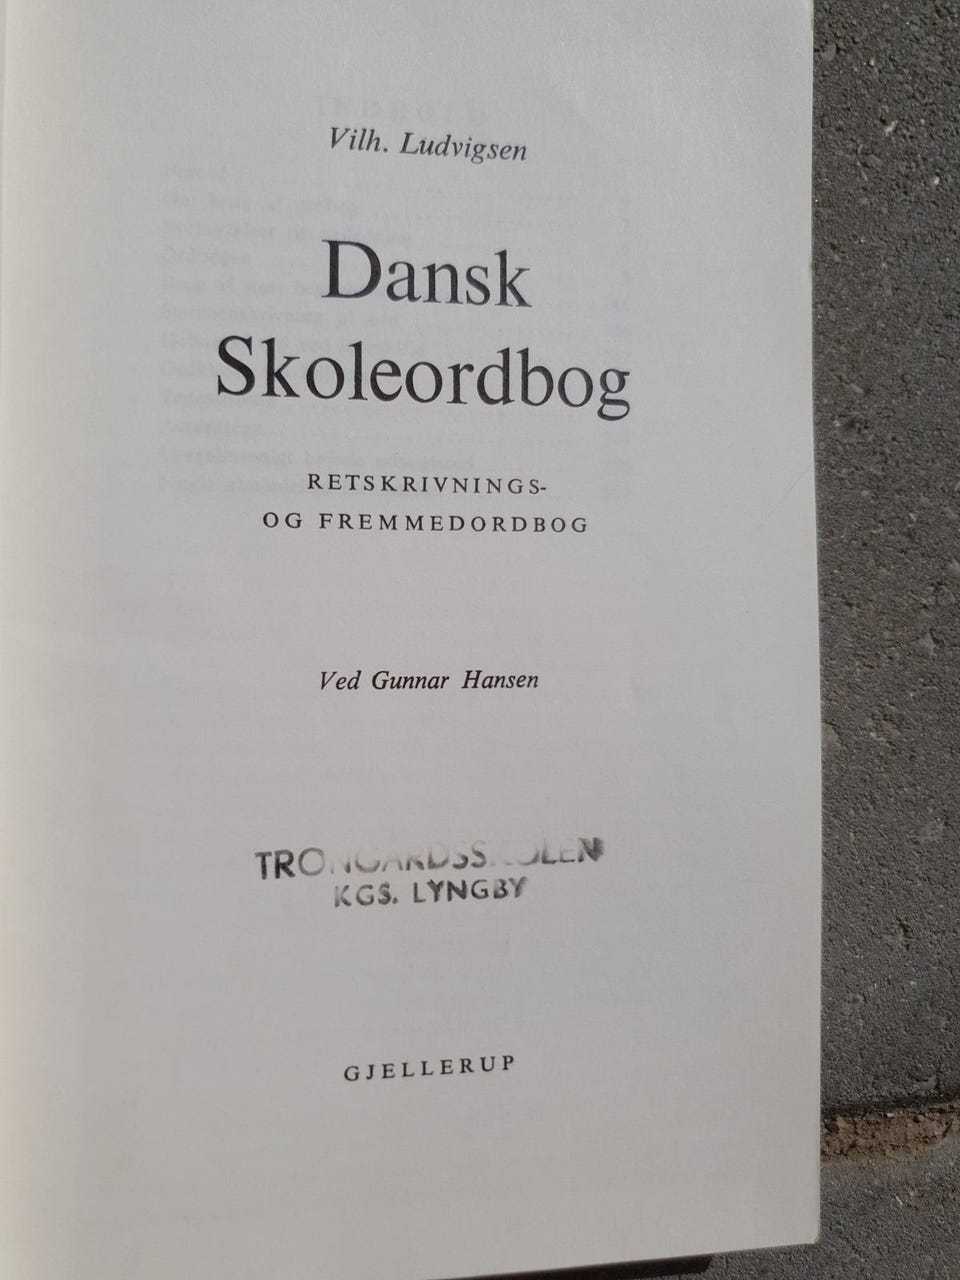 Vilh. Ludvigsen
Dansk
Skoleordbog
RETSKRIVNINGS-
OG FREMMEDORDBOG
Ved Gunnar Hansen
KGS. LYNGBY
GJELLERUP